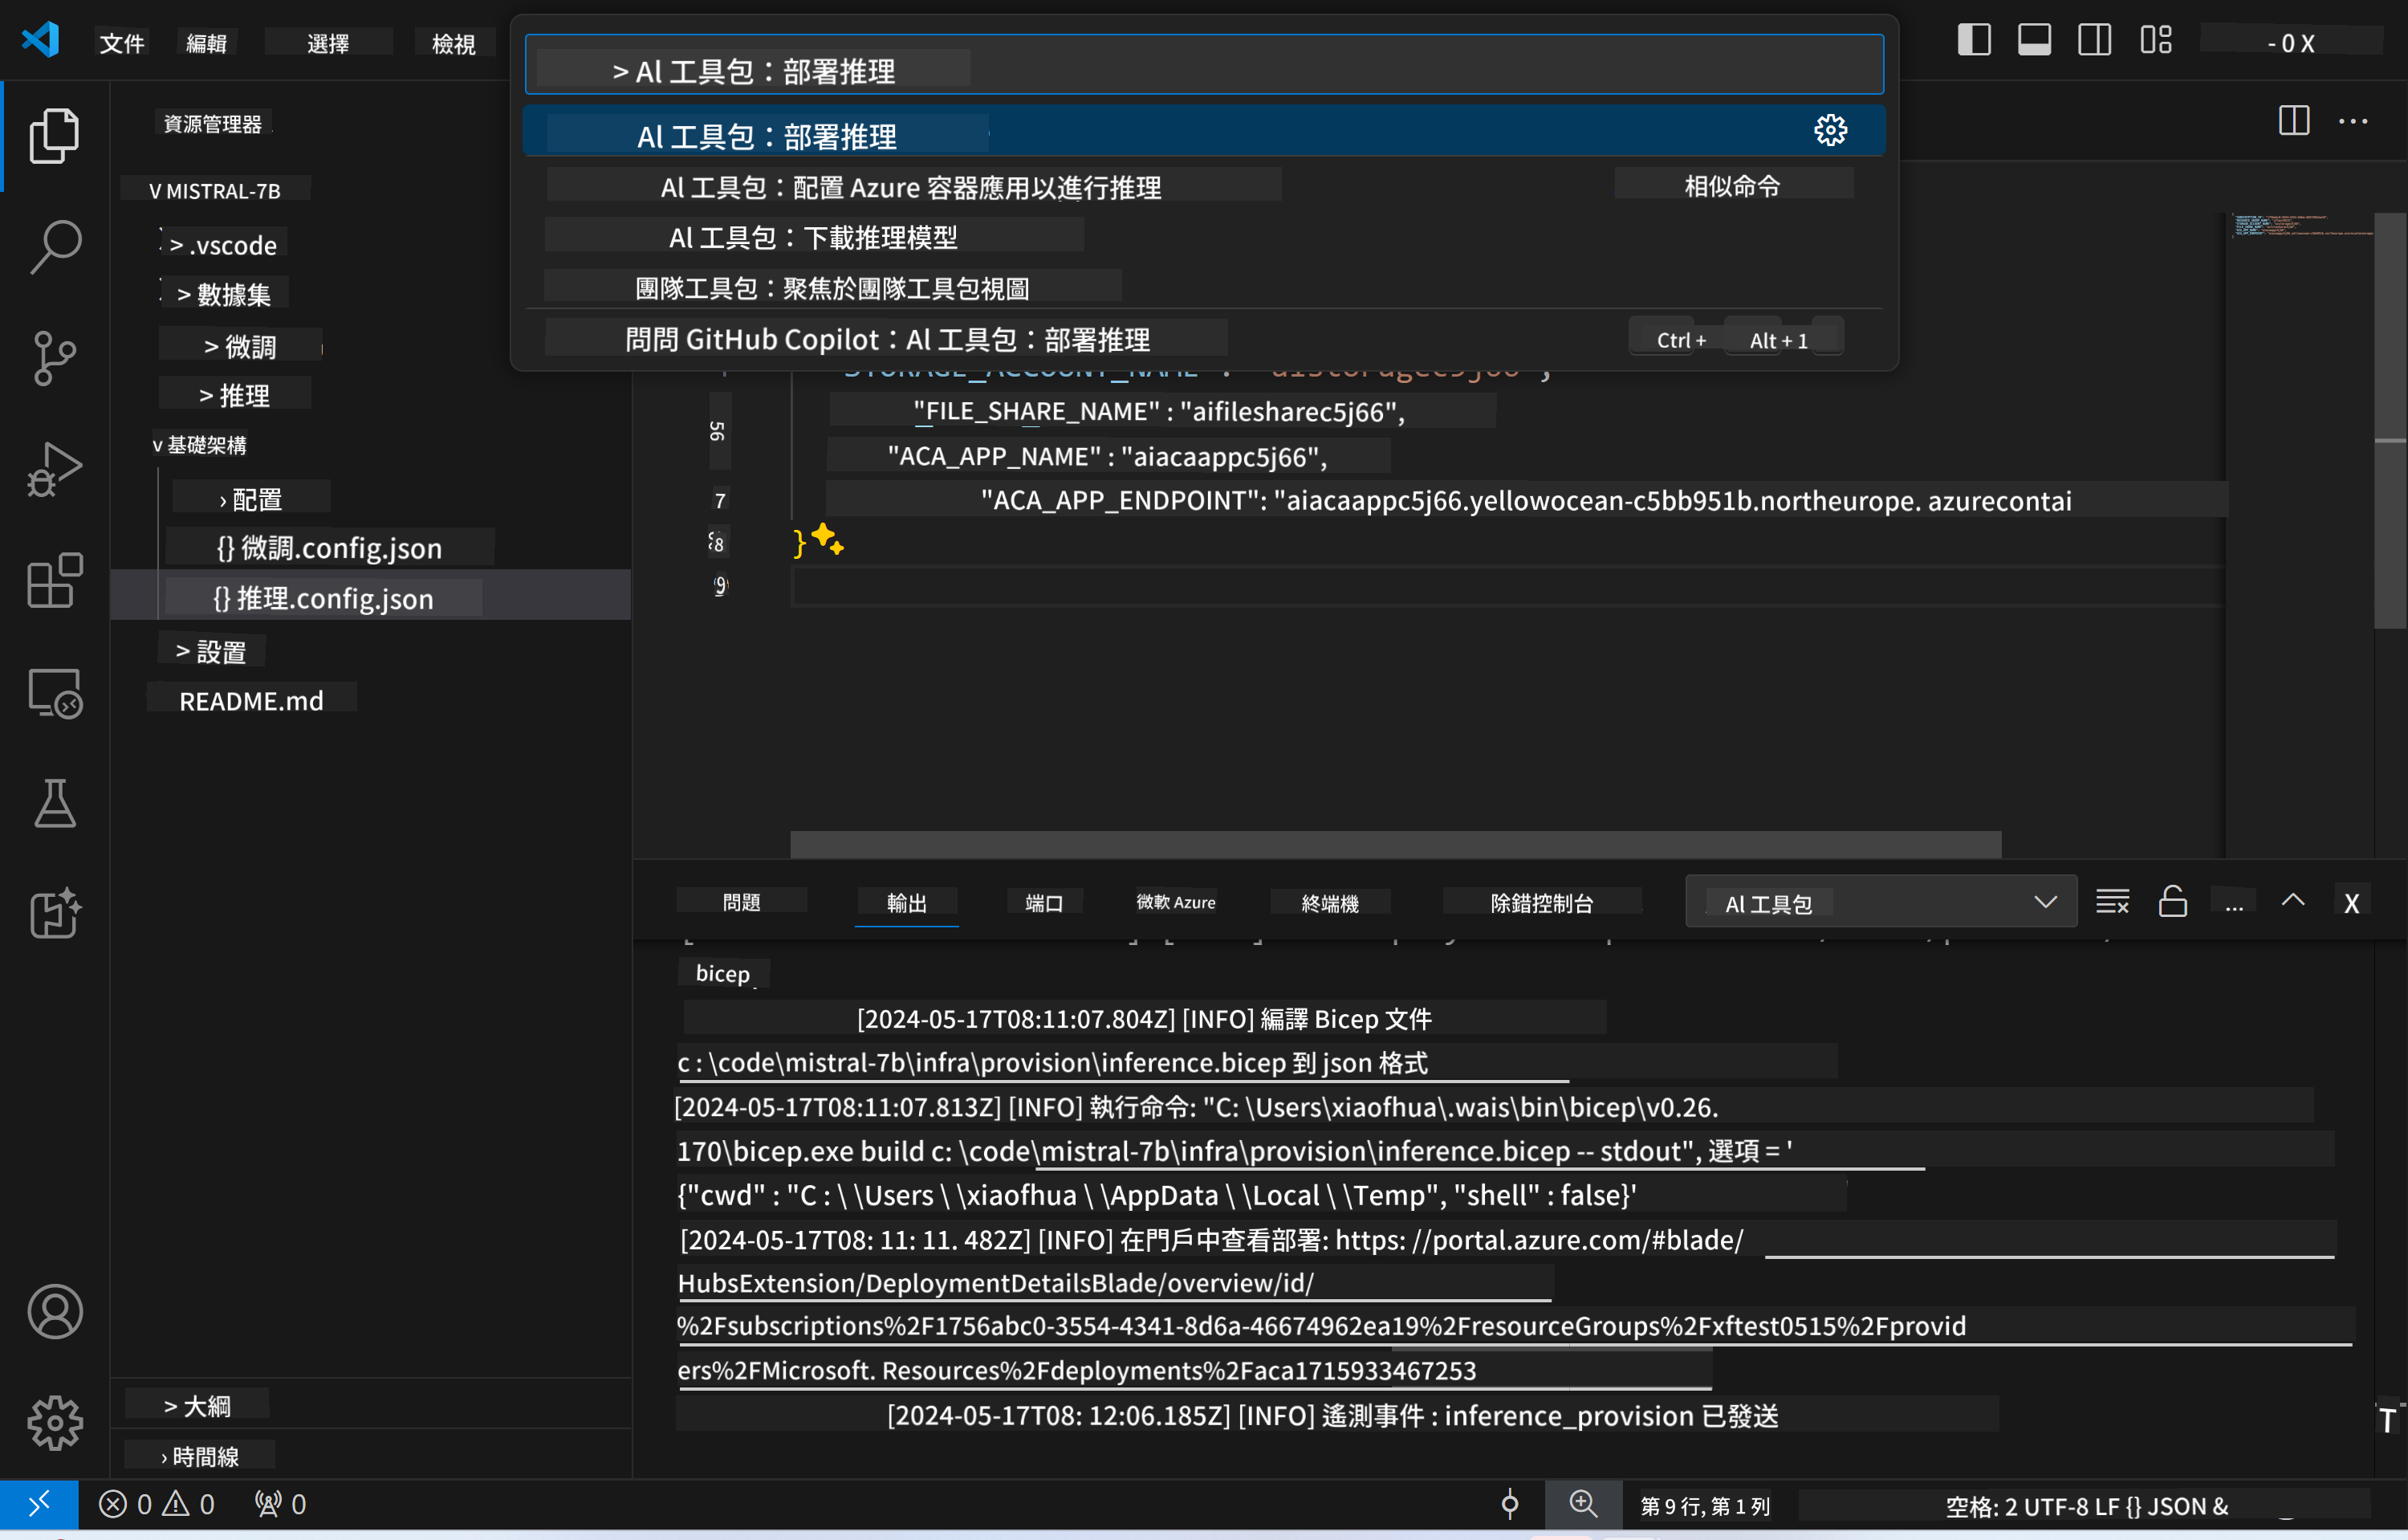 文件 編輯 選擇 檢視
- 0 X
> Al 工具包：部署推理
Al 工具包：部署推理
Al 工具包：配置 Azure 容器應用以進行推理 相似命令
Al 工具包：下載推理模型
團隊工具包：聚焦於團隊工具包視圖
問問 GitHub Copilot：Al 工具包：部署推理 Ctrl + Alt + 1
資源管理器
V MISTRAL-7B
> .vscode
> 數據集
> 微調
> 推理
v 基礎架構
› 配置
{} 微調.config.json
{} 推理.config.json
> 設置
README.md
> 大綱
› 時間線
"FILE_SHARE_NAME" : "aifilesharec5j66",
56
"ACA_APP_NAME" : "aiacaappc5j66",
7 "ACA_APP_ENDPOINT": "aiacaappc5j66.yellowocean-c5bb951b.northeurope. azurecontai
8 }
9
問題 輸出 端口 微軟 Azure 終端機 除錯控制台 Al 工具包 ... X
bicep
[2024-05-17T08:11:07.804Z] [INFO] 編譯 Bicep 文件
c : \code\mistral-7b\infra\provision\inference.bicep 到 json 格式
[2024-05-17T08:11:07.813Z] [INFO] 執行命令: "C: \Users\xiaofhua\.wais\bin\bicep\v0.26.
170\bicep.exe build c: \code\mistral-7b\infra\provision\inference.bicep -- stdout", 選項 = '
{"cwd" : "C : \ \Users \ \xiaofhua \ \AppData \ \Local \ \Temp", "shell" : false}'
[2024-05-17T08: 11: 11. 482Z] [INFO] 在門戶中查看部署: https: //portal.azure.com/#blade/
HubsExtension/DeploymentDetailsBlade/overview/id/
%2Fsubscriptions%2F1756abc0-3554-4341-8d6a-46674962ea19%2FresourceGroups%2Fxftest0515%2Fprovid
ers%2FMicrosoft. Resources%2Fdeployments%2Faca1715933467253
[2024-05-17T08: 12:06.185Z] [INFO] 遙測事件 : inference_provision 已發送
T
0 0 0
第 9 行, 第 1 列 空格: 2 UTF-8 LF {} JSON &